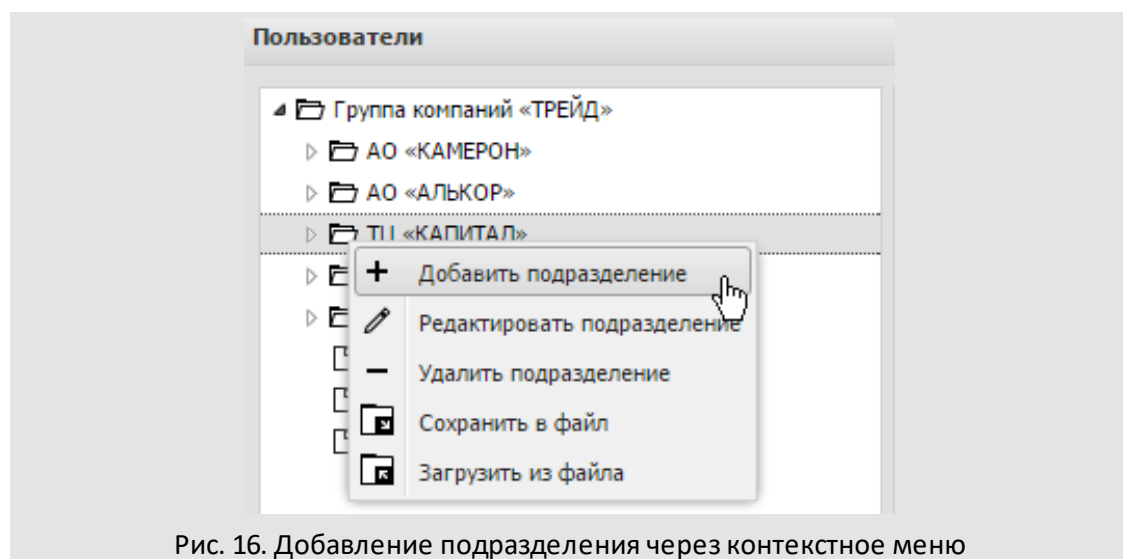 Пользователи
Группа компаний «ТРЕЙД»
АО «КАМЕРОН»
АО «АЛЬКОР»
ТЦ «КАПИТАЛ»
Добавить подразделение
Редактировать подразделение
Удалить подразделение
Сохранить в файл
Загрузить из файла
Рис. 16. Добавление подразделения через контекстное меню